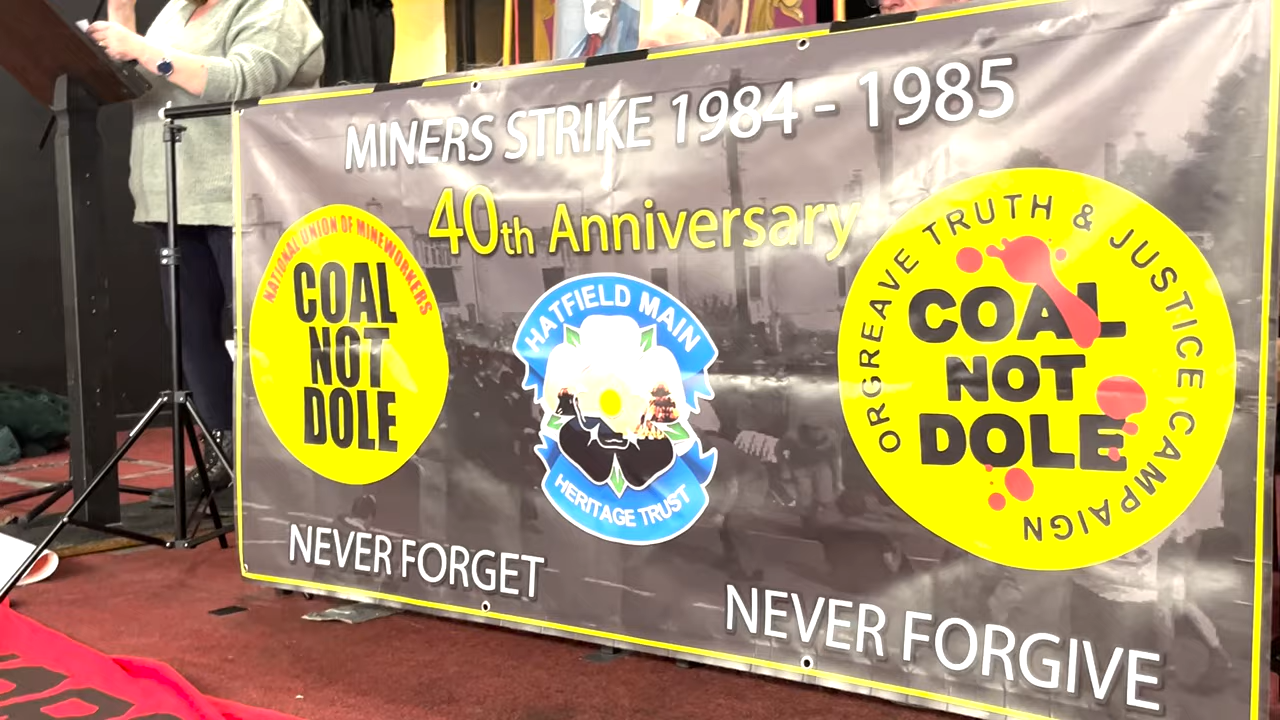 MINERS STRIKE 1984 - 1985
40th Anniversary
NATIONAL UNION OF MINEWORKERS
COAL
NOT
DOLE
HATFIELD MAIN
HERITAGE TRUST
ORGREAVE TRUTH & JUSTICE CAMPAIGN
COAL
NOT
DOLE
NEVER FORGET
NEVER FORGIVE